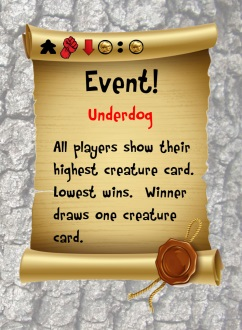 Event!
Underdog
All players show their
highest creature card.
Lowest wins. Winner
draws one creature
card.